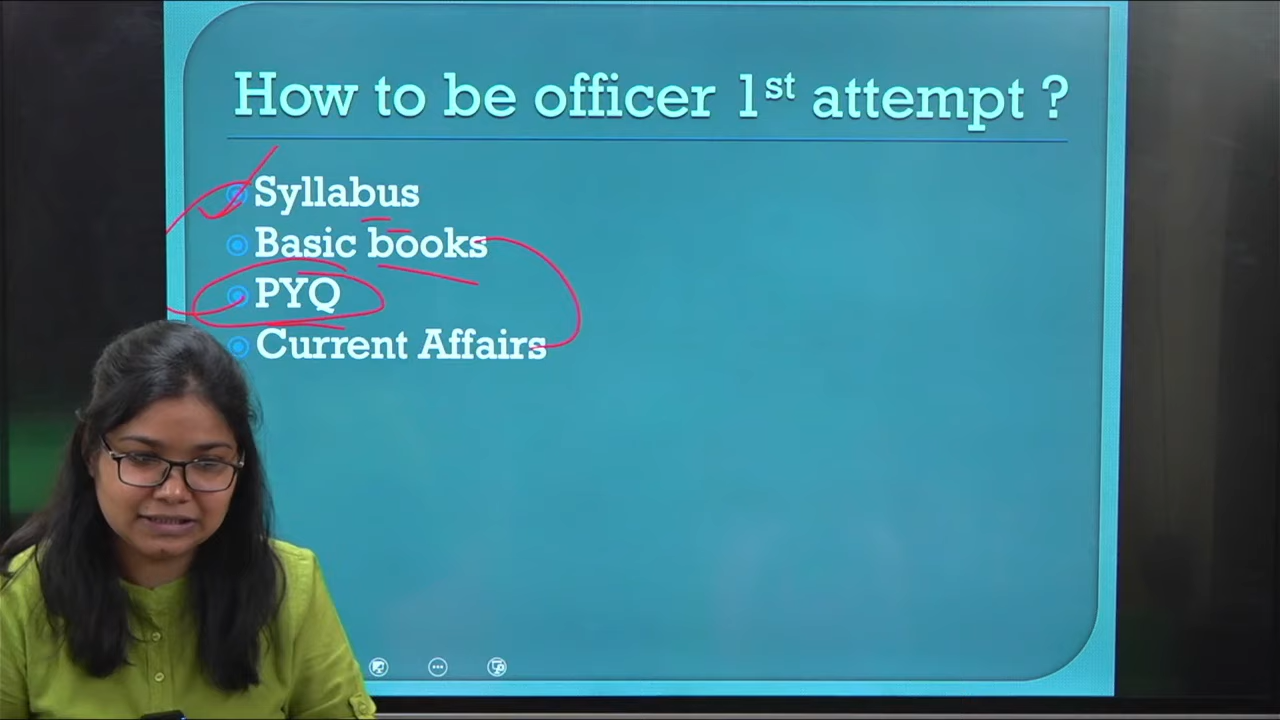 How to be officer 1st attempt ?
Syllabus
Basic books
PYQ
Current Affairs